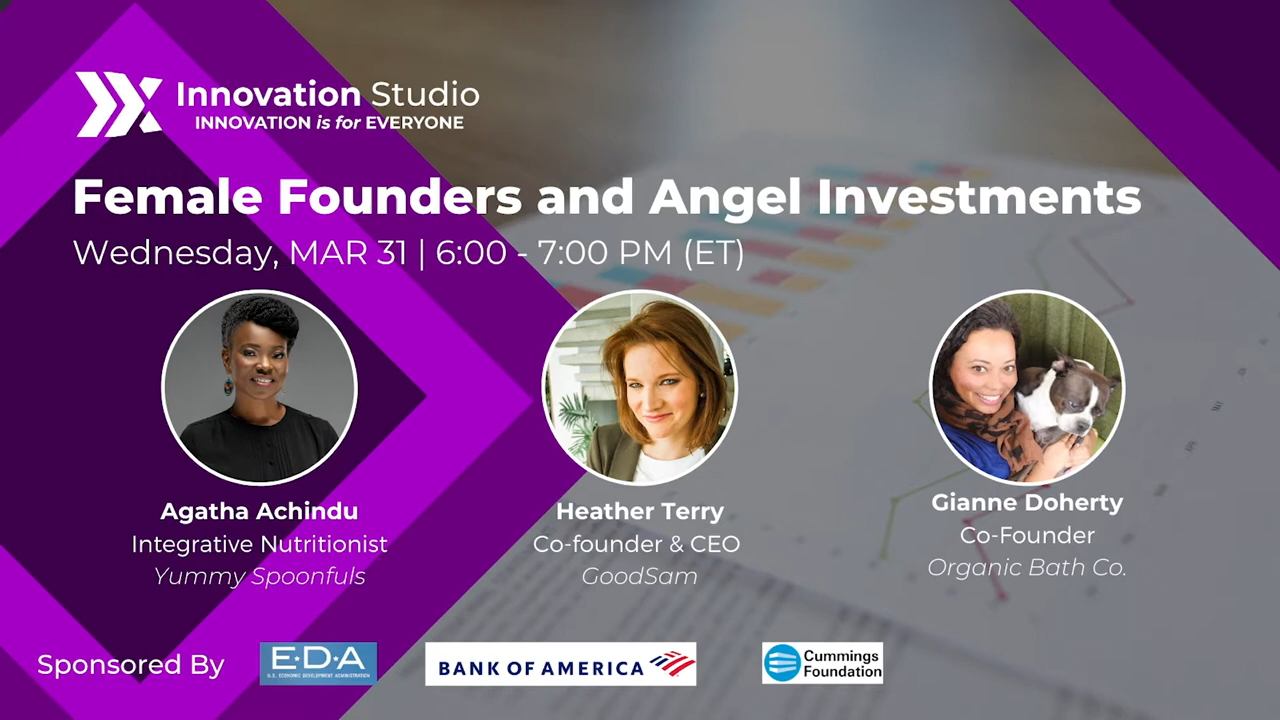 Innovation Studio
INNOVATION is for EVERYONE
Female Founders and Angel Investments
Wednesday, MAR 31 | 6:00 - 7:00 PM (ET)
Agatha Achindu
Integrative Nutritionist
Yummy Spoonfuls
Heather Terry
Co-founder & CEO
GoodSam
Gianne Doherty
Co-Founder
Organic Bath Co.
Sponsored By
E★D★A
U.S. ECONOMIC DEVELOPMENT ADMINISTRATION
BANK OF AMERICA
Cummings
Foundation